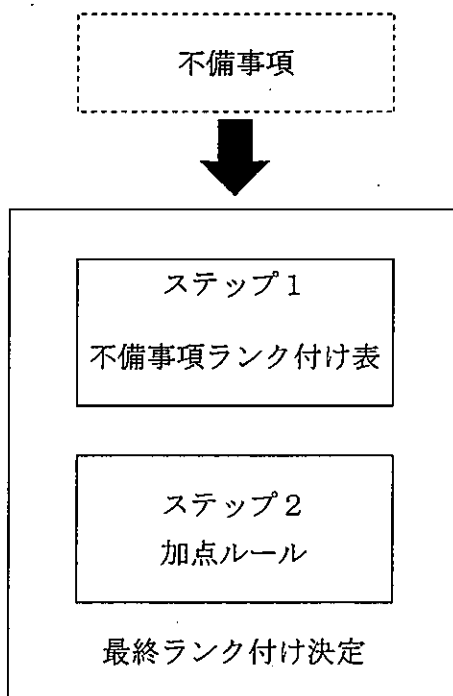 不備事項
ステップ1
不備事項ランク付け表
ステップ2
加点ルール
最終ランク付け決定